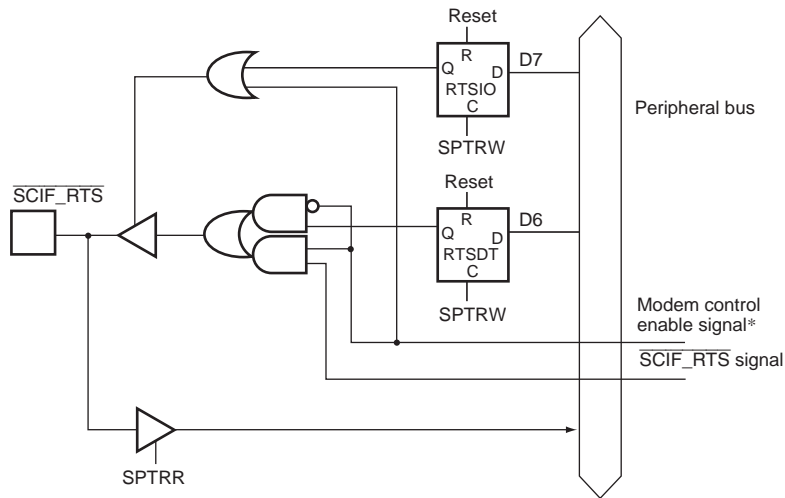 Reset
R
Q
D
D7
RTSIO
C
SPTRW
Peripheral bus
SCIF_RTS
Reset
R
Q
D
D6
RTSDT
C
SPTRW
Modem control
enable signal*
SCIF_RTS signal
SPTRR